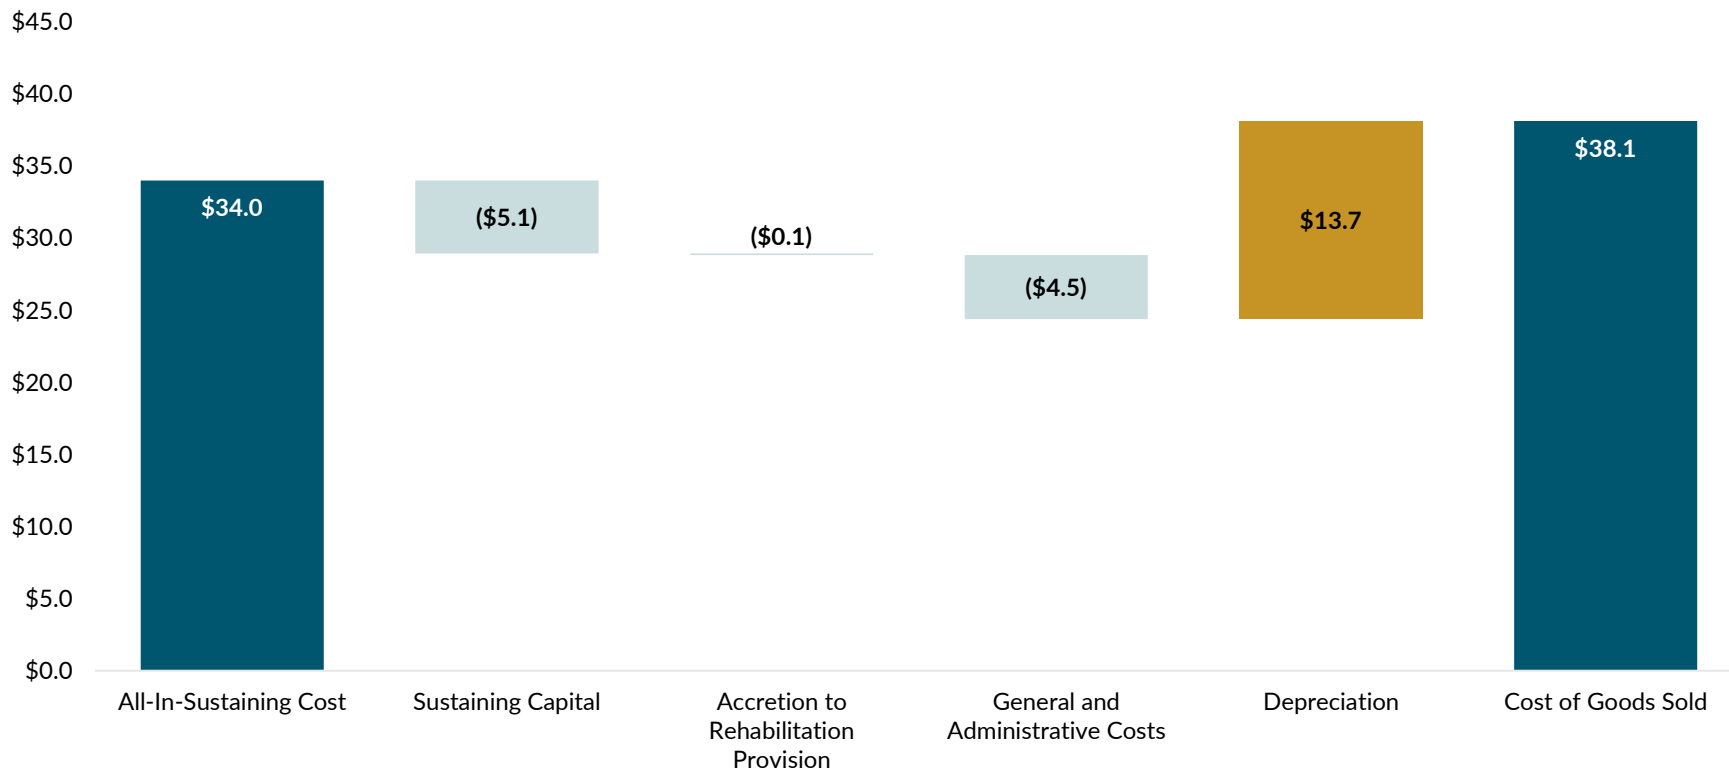 $45.0
$40.0
$35.0
$30.0
$25.0
$20.0
$15.0
$10.0
$5.0
$0.0
$34.0
($5.1)
($0.1)
($4.5)
$13.7
$38.1
All-In-Sustaining Cost
Sustaining Capital
Accretion to
Rehabilitation
Provision
General and
Administrative Costs
Depreciation
Cost of Goods Sold